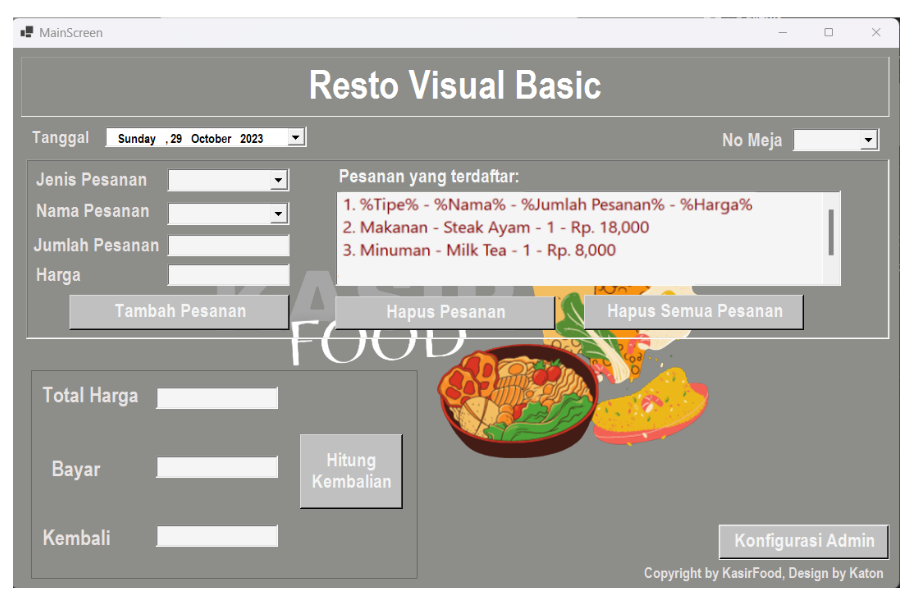 MainScreen
Resto Visual Basic
Tanggal Sunday , 29 October 2023
No Meja
Jenis Pesanan
Nama Pesanan
Jumlah Pesanan
Harga
Tambah Pesanan
Pesanan yang terdaftar:
1. %Tipe% - %Nama% - %Jumlah Pesanan% - %Harga%
2. Makanan - Steak Ayam - 1 - Rp. 18,000
3. Minuman - Milk Tea - 1 - Rp. 8,000
Hapus Pesanan
Hapus Semua Pesanan
KASIR
FOOD
Total Harga
Bayar
Kembali
Hitung
Kembalian
Konfigurasi Admin
Copyright by KasirFood, Design by Katon